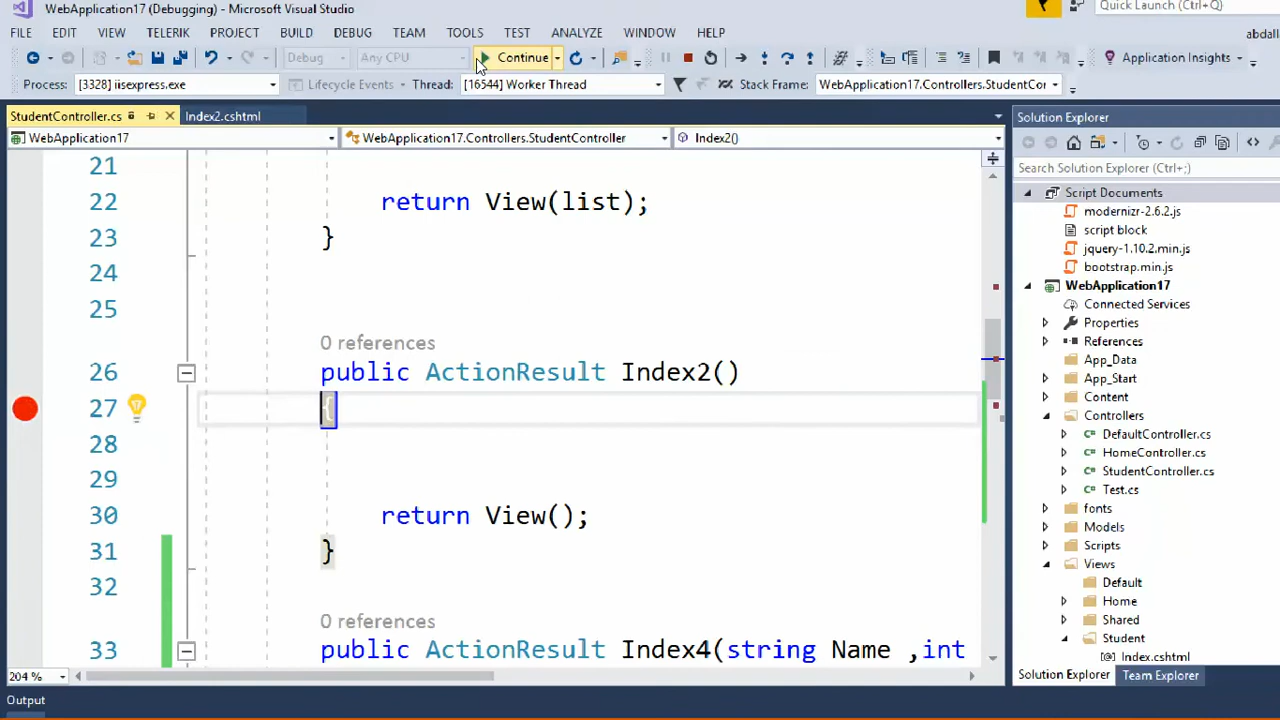 WebApplication17 (Debugging) - Microsoft Visual Studio
Quick Launch (Ctrl+Q)
FILE EDIT VIEW TELERIK PROJECT BUILD DEBUG TEAM TEST TOOLS TEST ANALYZE WINDOW HELP
abdall
Debug Any CPU Continue Application Insights
Process: [3328] iisexpress.exe Lifecycle Events Thread: [16544] Worker Thread Stack Frame: WebApplication17.Controllers.StudentCor
StudentController.cs Index2.cshtml
WebApplication17 WebApplication17.Controllers.StudentController Index2()
21
22 return View(list);
23 }
24
25
0 references
26 public ActionResult Index2()
27 {
28
29
30 return View();
31 }
32
0 references
33 public ActionResult Index4(string Name ,int
204 %
Output
Solution Explorer
Search Solution Explorer (Ctrl+;)
Script Documents
modernizr-2.6.2.js
script block
jquery-1.10.2.min.js
bootstrap.min.js
WebApplication17
Connected Services
Properties
References
App_Data
App_Start
Content
Controllers
DefaultController.cs
HomeController.cs
StudentController.cs
Test.cs
fonts
Models
Scripts
Views
Default
Home
Shared
Student
Index.cshtml
Solution Explorer Team Explorer